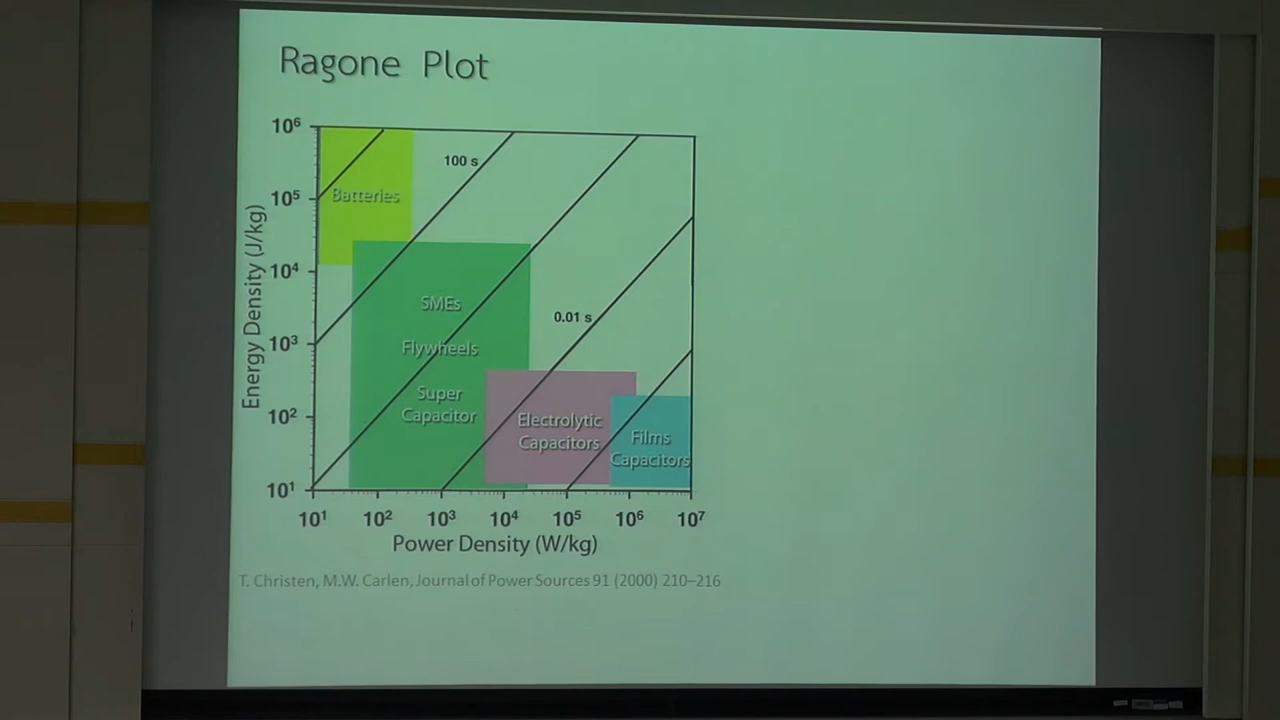 Ragone Plot
10⁶
10⁵
10⁴
10³
10²
10¹
Energy Density (J/kg)
100 s
Batteries
SMEs
0.01 s
Flywheels
Super
Capacitor
Electrolytic
Capacitors
Films
Capacitors
10¹ 10² 10³ 10⁴ 10⁵ 10⁶ 10⁷
Power Density (W/kg)
T. Christen, M.W. Carlen, Journal of Power Sources 91 (2000) 210–216